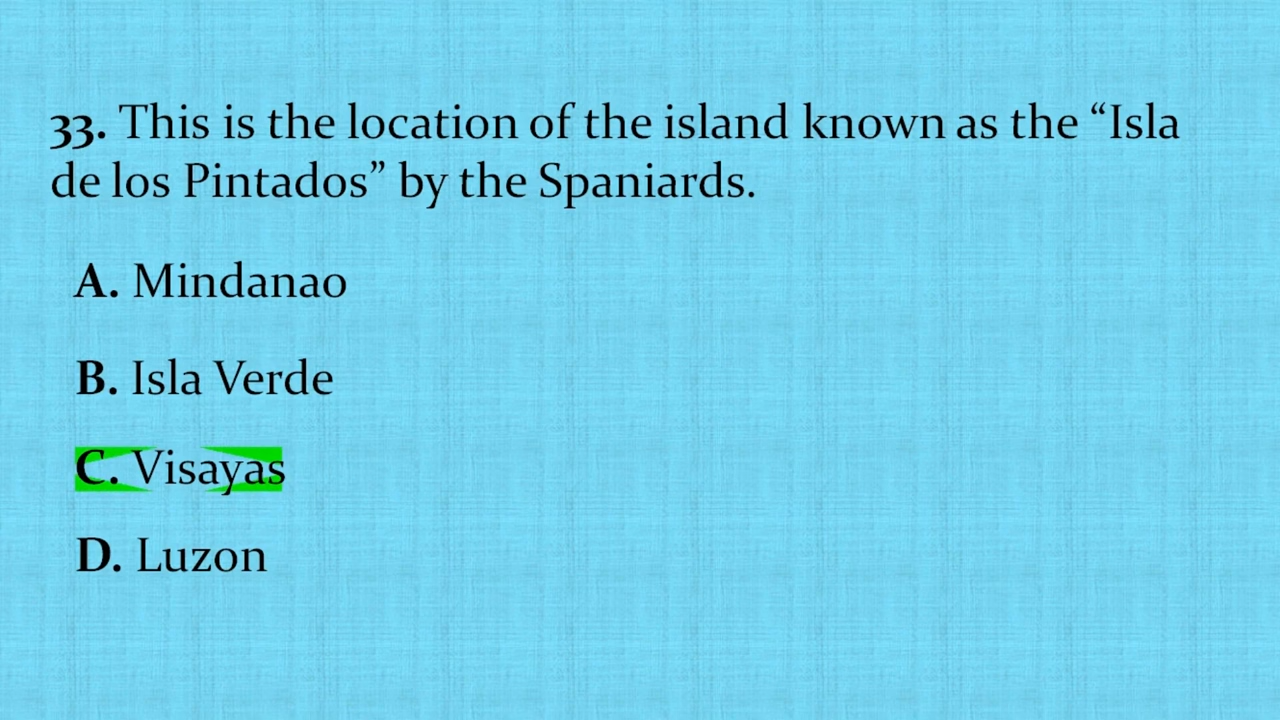 33. This is the location of the island known as the “Isla
de los Pintados” by the Spaniards.
A. Mindanao
B. Isla Verde
C. Visayas
D. Luzon